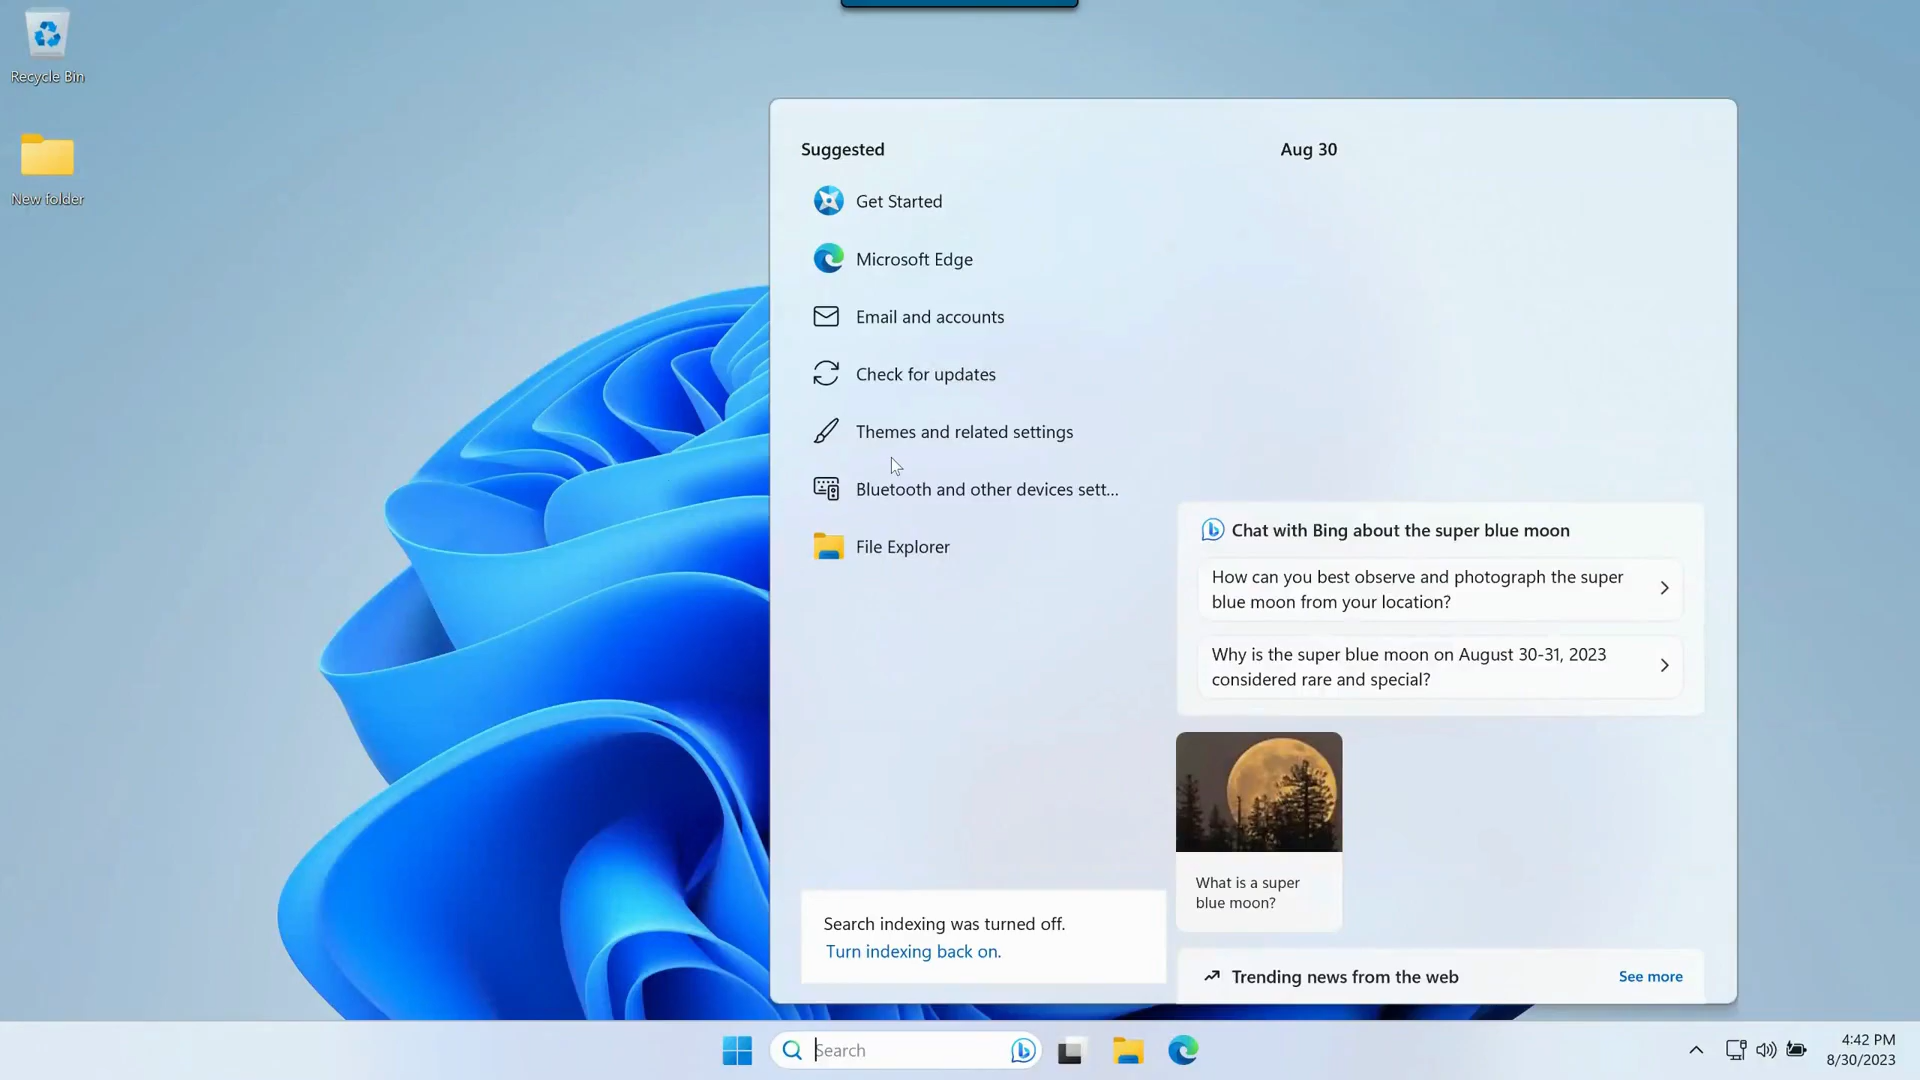 Recycle Bin
New folder
Suggested
Get Started
Microsoft Edge
Email and accounts
Check for updates
Themes and related settings
Bluetooth and other devices sett...
File Explorer
Search indexing was turned off.
Turn indexing back on.
Aug 30
Chat with Bing about the super blue moon
How can you best observe and photograph the super
blue moon from your location?
Why is the super blue moon on August 30-31, 2023
considered rare and special?
What is a super
blue moon?
Trending news from the web
See more
Search
4:42 PM
8/30/2023